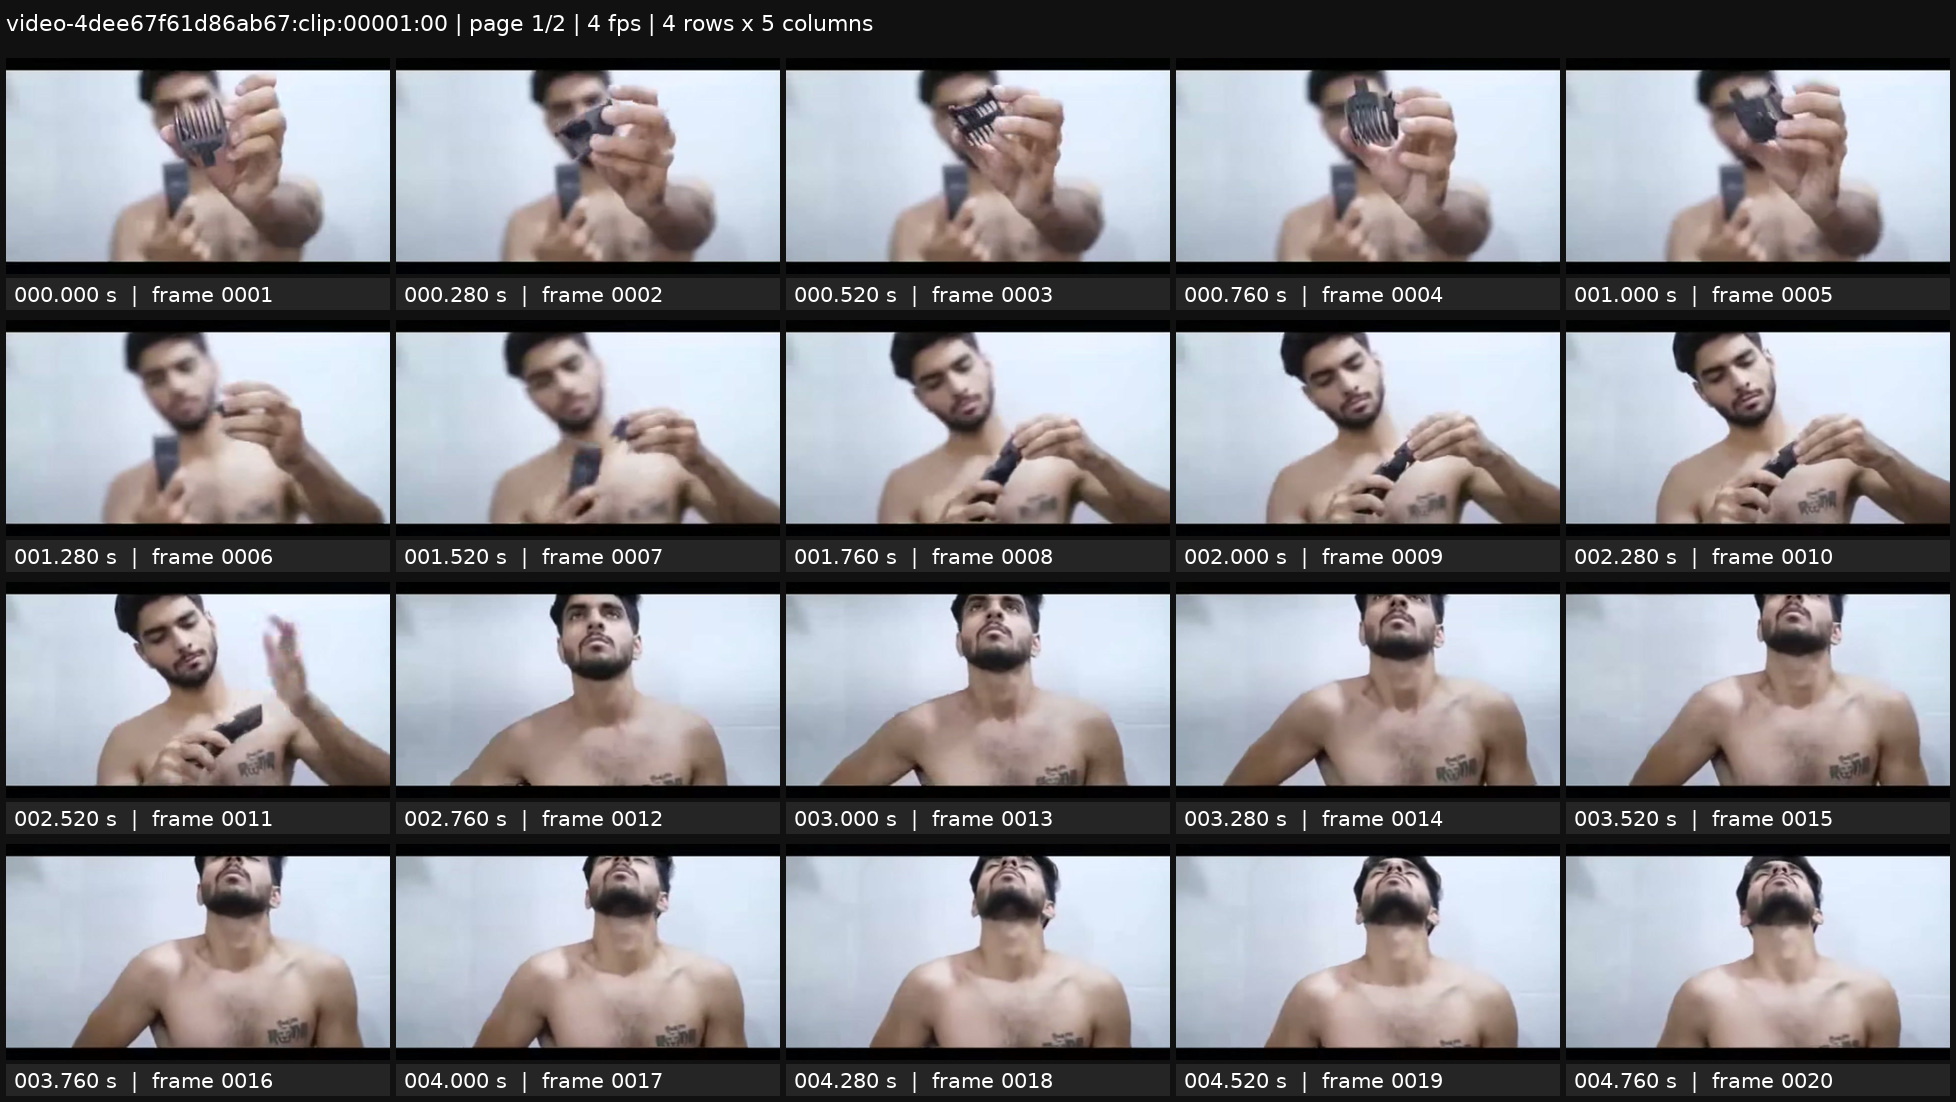 video-4dee67f61d86ab67:clip:00001:00 | page 1/2 | 4 fps | 4 rows x 5 columns
000.000 s | frame 0001
000.280 s | frame 0002
000.520 s | frame 0003
000.760 s | frame 0004
001.000 s | frame 0005
001.280 s | frame 0006
001.520 s | frame 0007
001.760 s | frame 0008
002.000 s | frame 0009
002.280 s | frame 0010
002.520 s | frame 0011
002.760 s | frame 0012
003.000 s | frame 0013
003.280 s | frame 0014
003.520 s | frame 0015
003.760 s | frame 0016
004.000 s | frame 0017
004.280 s | frame 0018
004.520 s | frame 0019
004.760 s | frame 0020